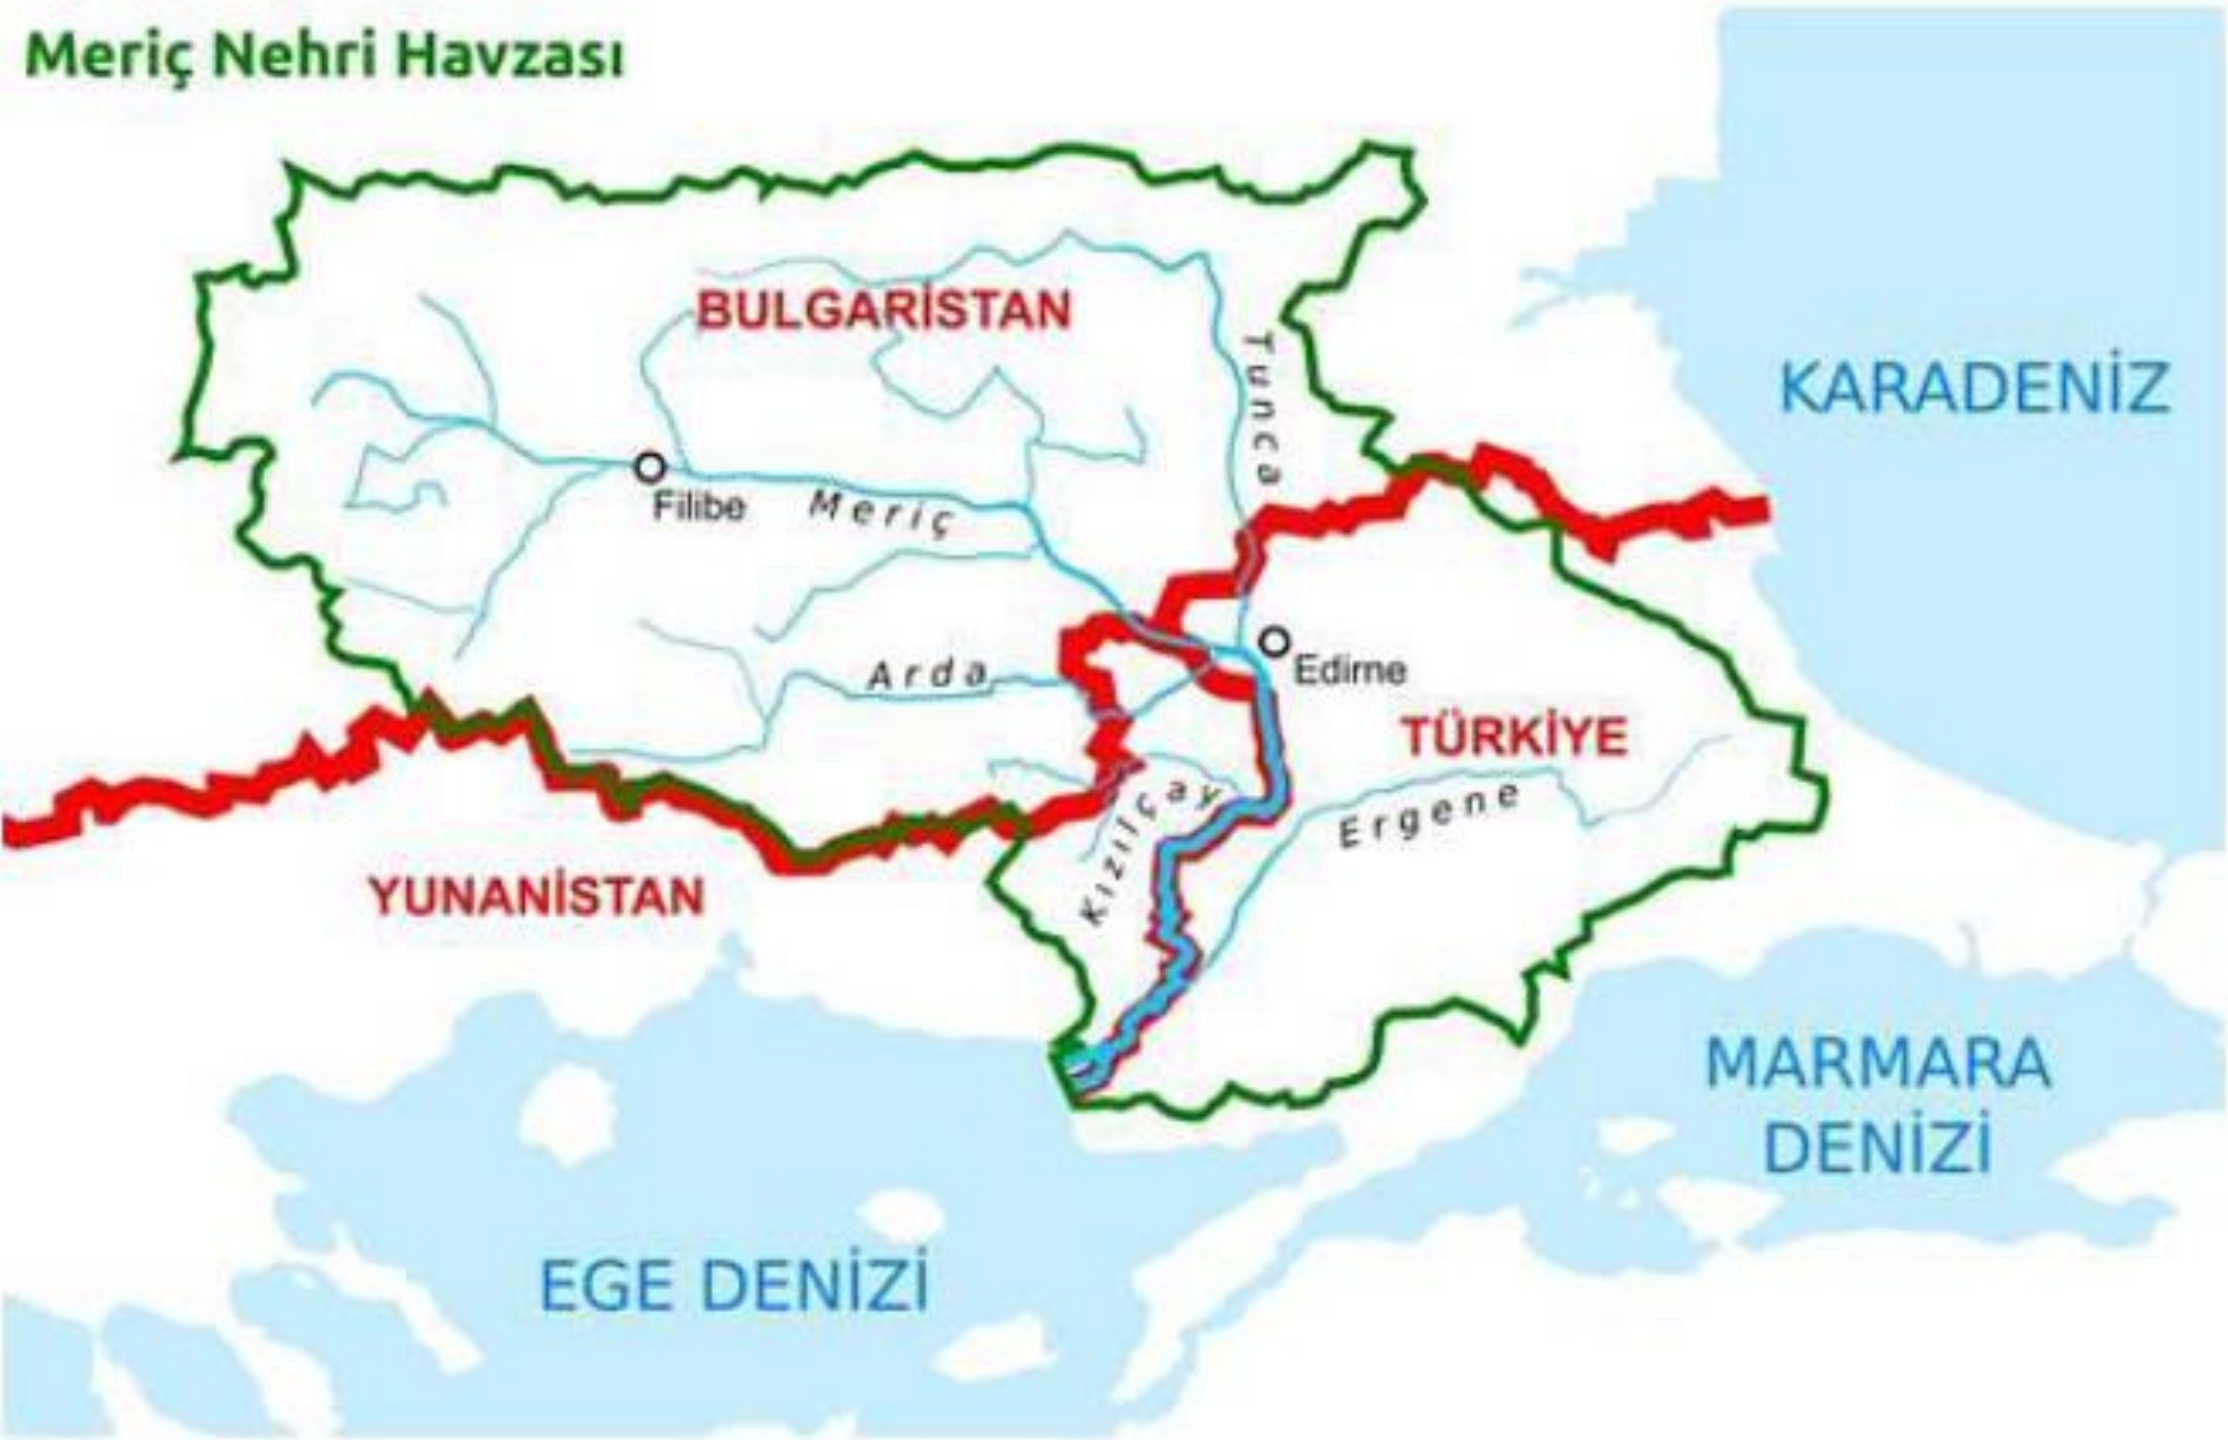 Meriç Nehri Havzası
BULGARİSTAN
Tunca
KARADENİZ
Filibe
Meriç
Arda
Edirne
TÜRKİYE
Kızılçay
Ergene
YUNANİSTAN
MARMARA
DENİZİ
EGE DENİZİ